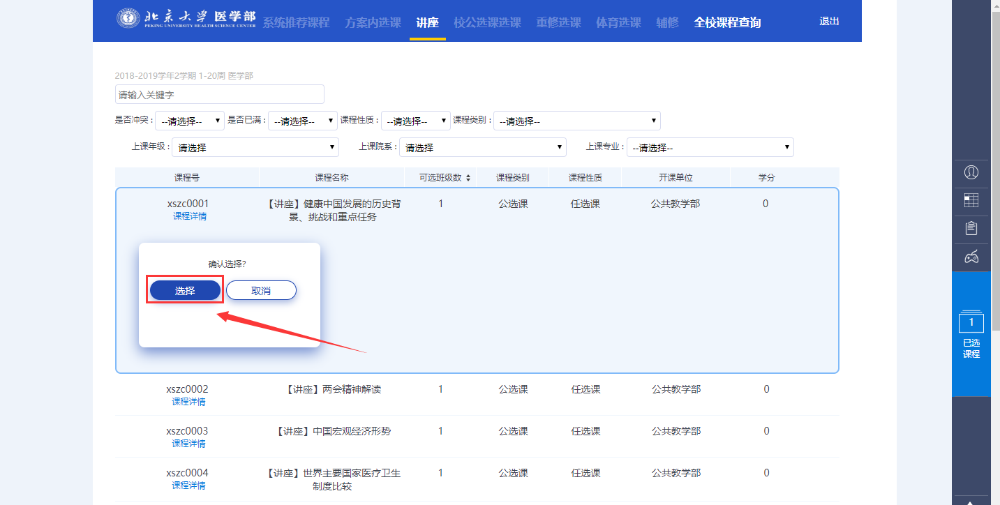 北京大学医学部
PEKING UNIVERSITY HEALTH SCIENCE CENTER
系统推荐课程 方案内选课 讲座 校公选课选课 重修选课 体育选课 辅修 全校课程查询 退出
2018-2019学年2学期 1-20周 医学部
请输入关键字
是否冲突 : --请选择-- 是否已满 : --请选择-- 课程性质 : --请选择-- 课程类别 : --请选择--
上课年级 : 请选择 上课院系 : 请选择 上课专业 : --请选择--
课程号 课程名称 可选班级数 课程类别 课程性质 开课单位 学分
xszc0001 【讲座】健康中国发展的历史背 1 公选课 任选课 公共教学部 0
课程详情 景、挑战和重点任务
确认选择?
选择 取消
xszc0002 【讲座】两会精神解读 1 公选课 任选课 公共教学部 0
课程详情
xszc0003 【讲座】中国宏观经济形势 1 公选课 任选课 公共教学部 0
课程详情
xszc0004 【讲座】世界主要国家医疗卫生 1 公选课 任选课 公共教学部 0
课程详情 制度比较
1
已选
课程